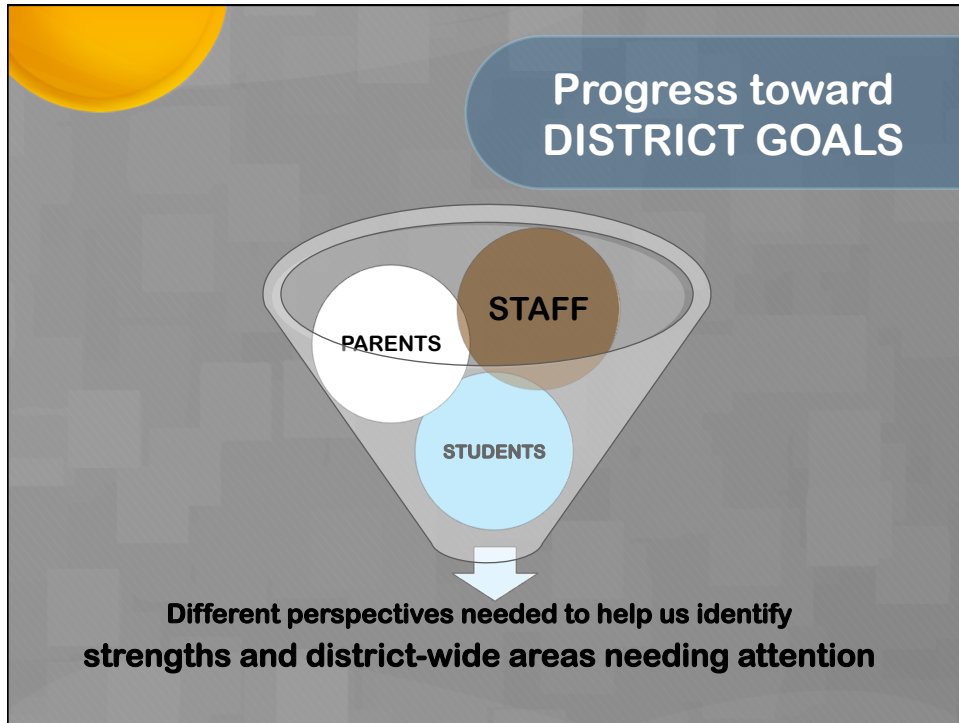 Progress toward
DISTRICT GOALS
STAFF
PARENTS
STUDENTS
Different perspectives needed to help us identify
strengths and district-wide areas needing attention